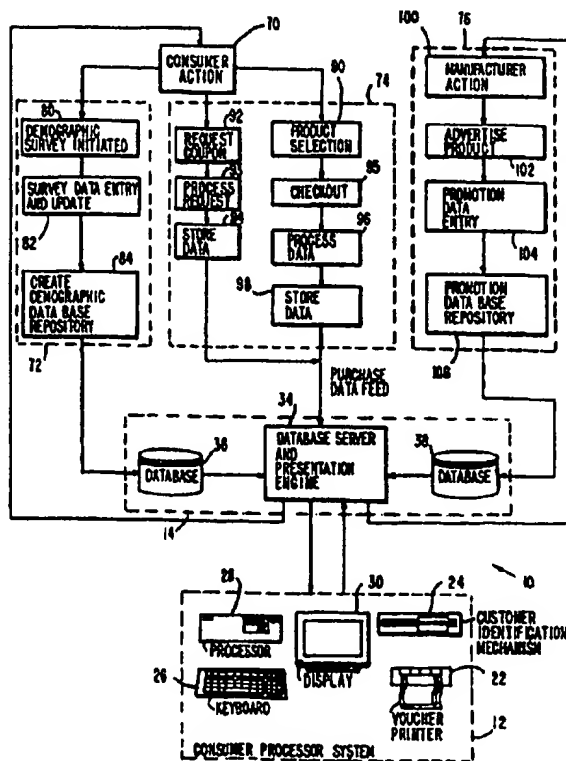 70
CONSUMER
ACTION
100
76
MANUFACTURER
ACTION
74
80
DEMOGRAPHIC
SURVEY INITIATED
92
REQUEST
COUPON
PRODUCT
SELECTION
ADVERTISE
PRODUCT
102
SURVEY DATA ENTRY
AND UPDATE
82
PROCESS
REQUEST
CHECKOUT
95
PROMOTION
DATA
ENTRY
104
STORE
DATA
PROCESS
DATA
96
84
CREATE
DEMOGRAPHIC
DATA BASE
REPOSITORY
72
98
STORE
DATA
PROMOTION
DATA BASE
REPOSITORY
PURCHASE
DATA FEED
34
36
DATABASE
DATABASE SERVER
AND
PRESENTATION
ENGINE
38
DATABASE
14
10
28
PROCESSOR
30
DISPLAY
24
CUSTOMER
IDENTIFICATION
MECHANISM
26
KEYBOARD
22
VOUCHER
PRINTER
12
CONSUMER PROCESSOR SYSTEM